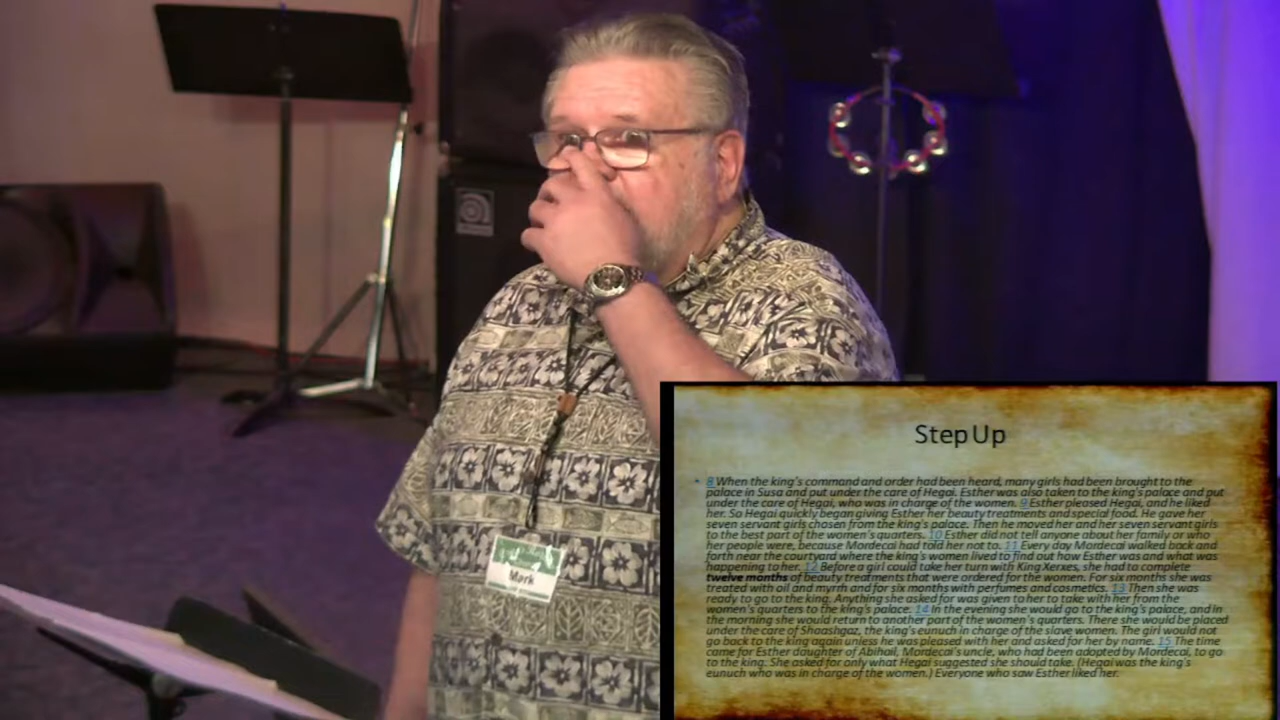 Mark
Step Up
8 When the king's command and order had been heard, many girls had been brought to the
palace in Susa and put under the care of Hegai. Esther was also taken to the king's palace and put
under the care of Hegai, who was in charge of the women. 9 Esther pleased Hegai, and he liked
her. So Hegai quickly began giving Esther her beauty treatments and special food. He gave her
seven servant girls chosen from the king's palace. Then he moved her and her seven servant girls
to the best part of the women's quarters. 10 Esther did not tell anyone about her family or who
her people were, because Mordecai had told her not to. 11 Every day Mordecai walked back and
forth near the courtyard where the king's women lived to find out how Esther was and what was
happening to her. 12 Before a girl could take her turn with King Xerxes, she had to complete
twelve months of beauty treatments that were ordered for the women. For six months she was
treated with oil and myrrh and for six months with perfumes and cosmetics. 13 Then she was
ready to go to the king. Anything she asked for was given to her to take with her from the
women's quarters to the king's palace. 14 In the evening she would go to the king's palace, and in
the morning she would return to another part of the women's quarters. There she would be placed
under the care of Shaashgaz, the king's eunuch in charge of the slave women. The girl would not
go back to the king again unless he was pleased with her and asked for her by name. 15 The time
came for Esther daughter of Abihail, Mordecai's uncle, who had been adopted by Mordecai, to go
to the king. She asked for only what Hegai suggested she should take. (Hegai was the king's
eunuch who was in charge of the women.) Everyone who saw Esther liked her.